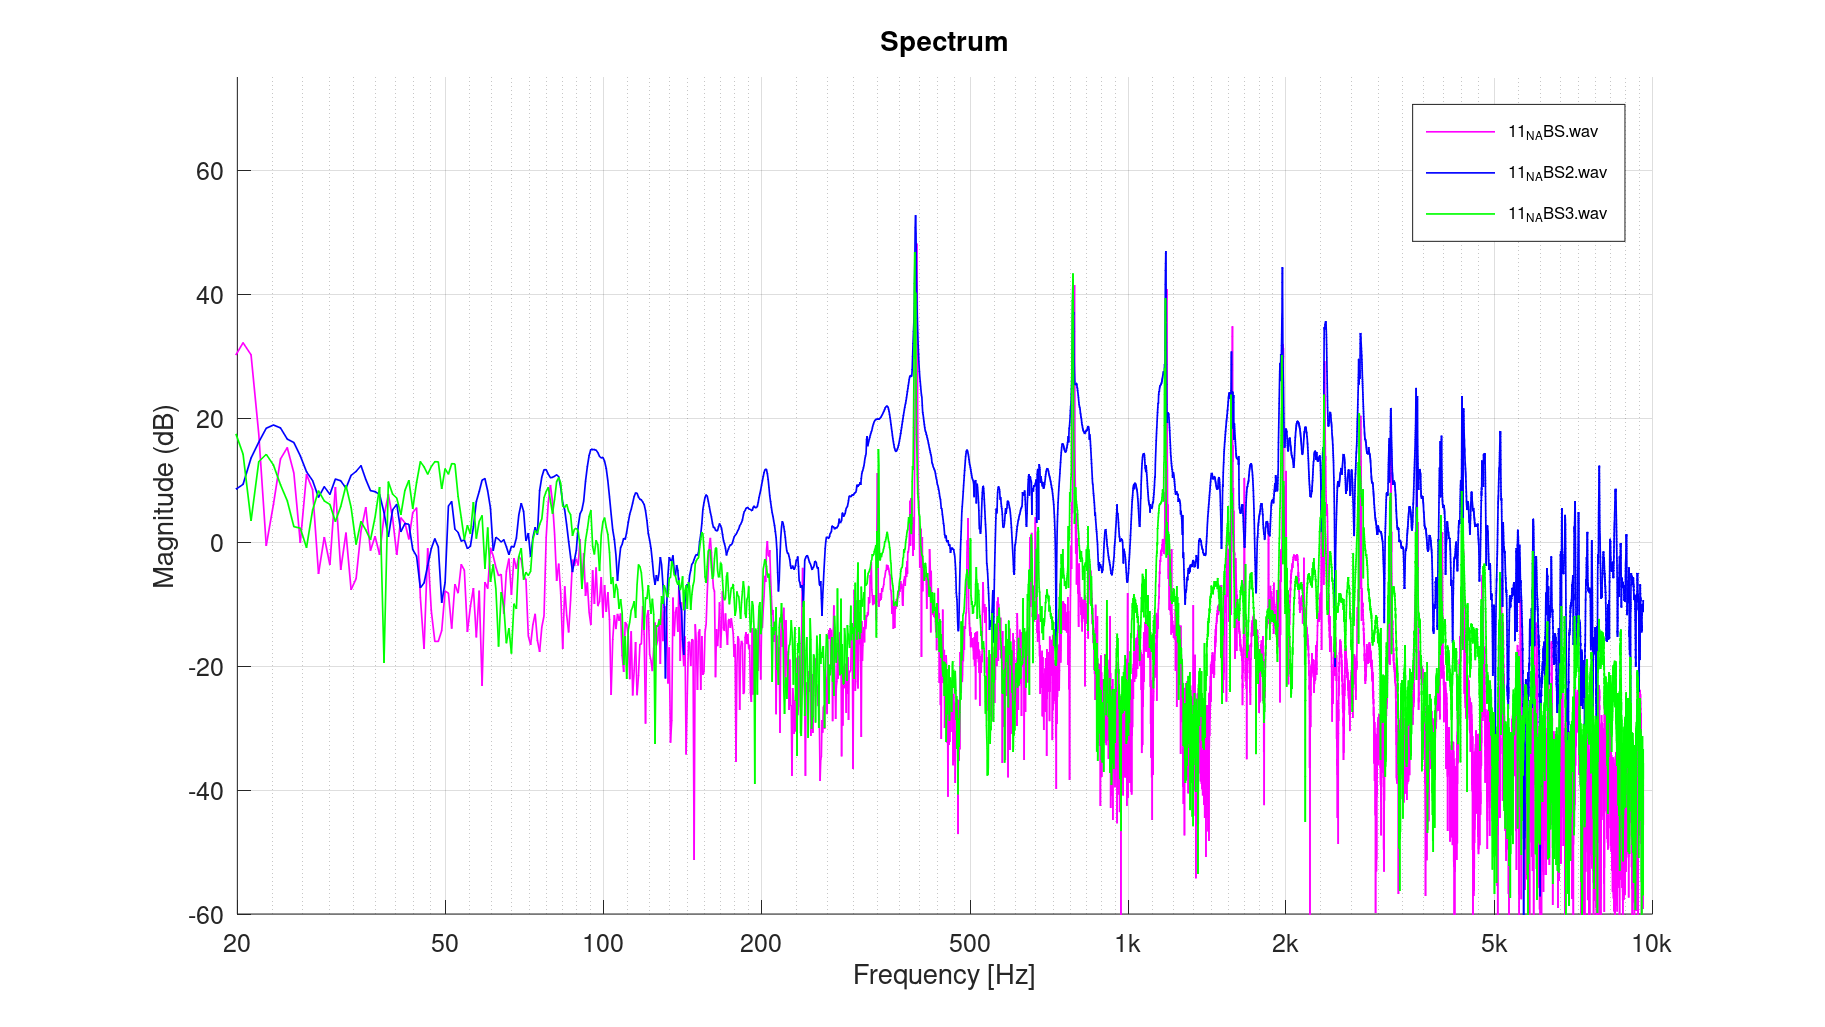 Spectrum
11NABS.wav
11NABS2.wav
11NABS3.wav
Magnitude (dB)
60
40
20
0
-20
-40
-60
20 50 100 200 500 1k 2k 5k 10k
Frequency [Hz]